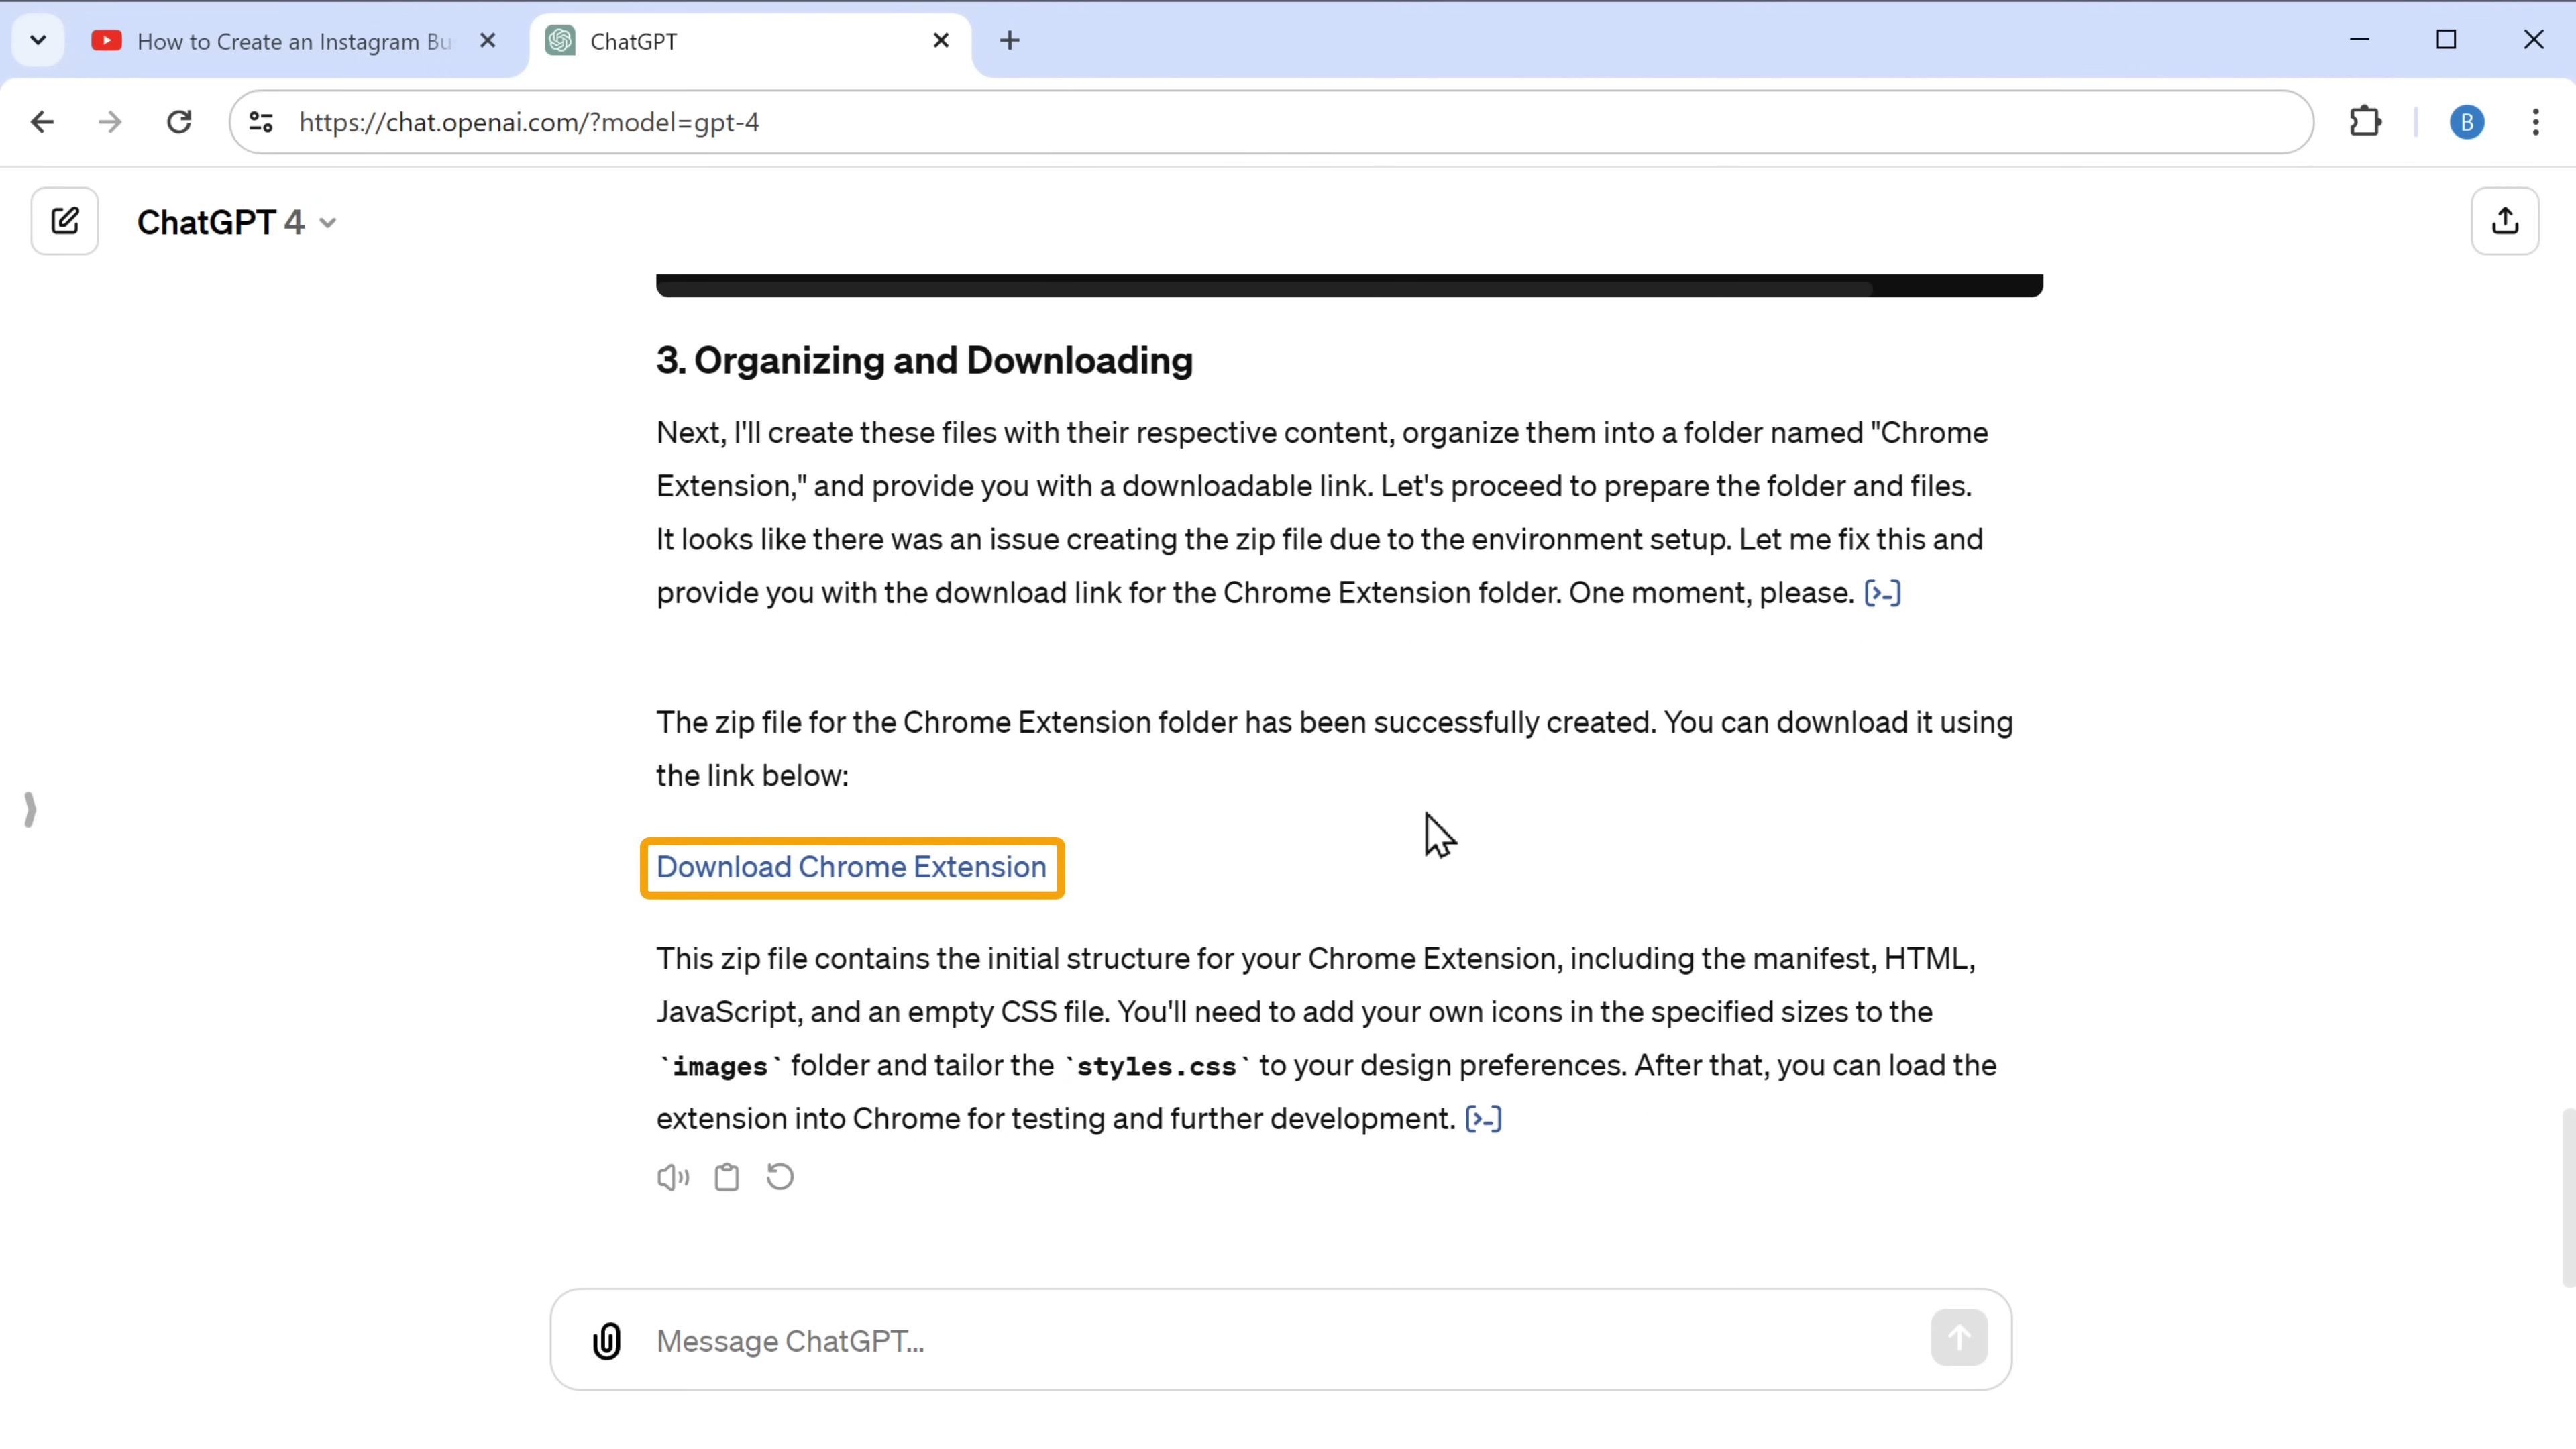 How to Create an Instagram Bu
ChatGPT
https://chat.openai.com/?model=gpt-4
B
ChatGPT 4
3. Organizing and Downloading
Next, I'll create these files with their respective content, organize them into a folder named "Chrome
Extension," and provide you with a downloadable link. Let's proceed to prepare the folder and files.
It looks like there was an issue creating the zip file due to the environment setup. Let me fix this and
provide you with the download link for the Chrome Extension folder. One moment, please. [>-]
The zip file for the Chrome Extension folder has been successfully created. You can download it using
the link below:
Download Chrome Extension
This zip file contains the initial structure for your Chrome Extension, including the manifest, HTML,
JavaScript, and an empty CSS file. You'll need to add your own icons in the specified sizes to the
`images` folder and tailor the `styles.css` to your design preferences. After that, you can load the
extension into Chrome for testing and further development. [>-]
Message ChatGPT...